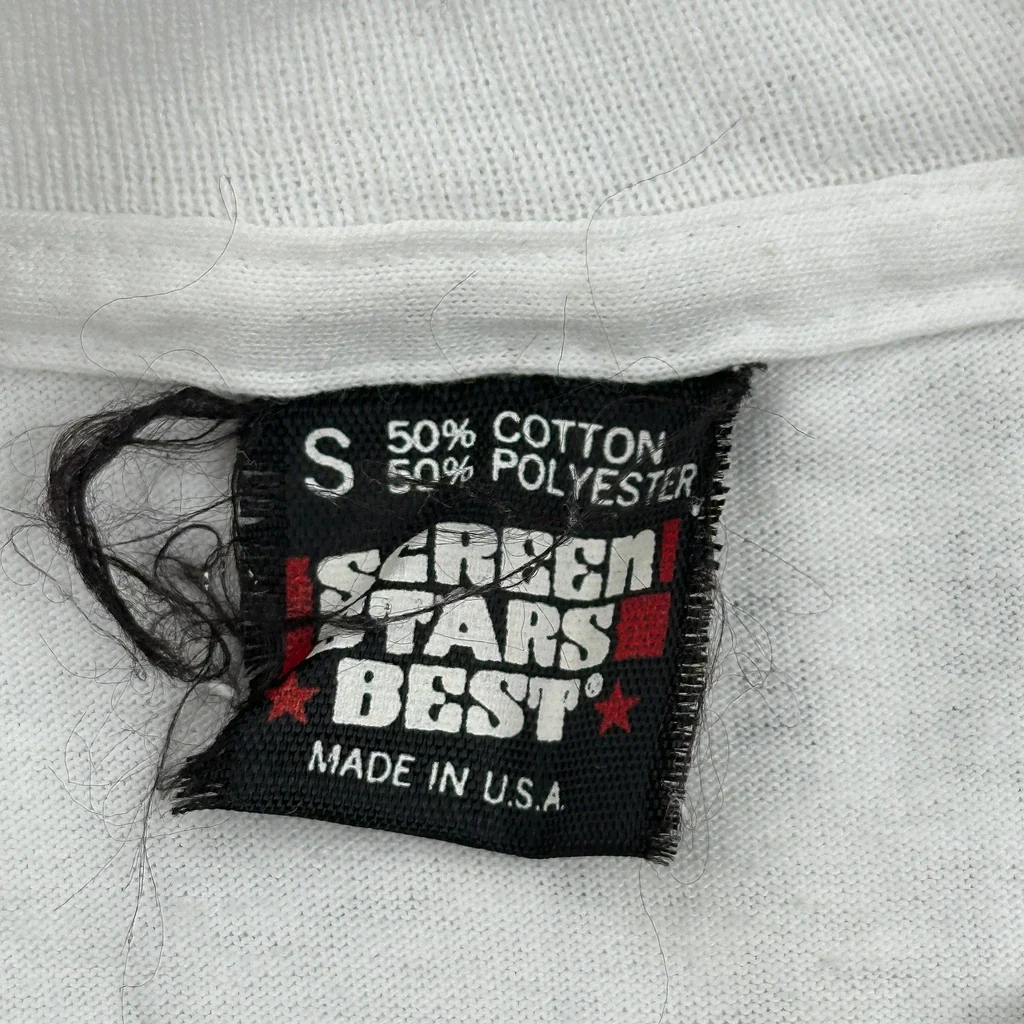 S 50% COTTON
50% POLYESTER
SCREEN
STARS
BEST®
MADE IN U.S.A.